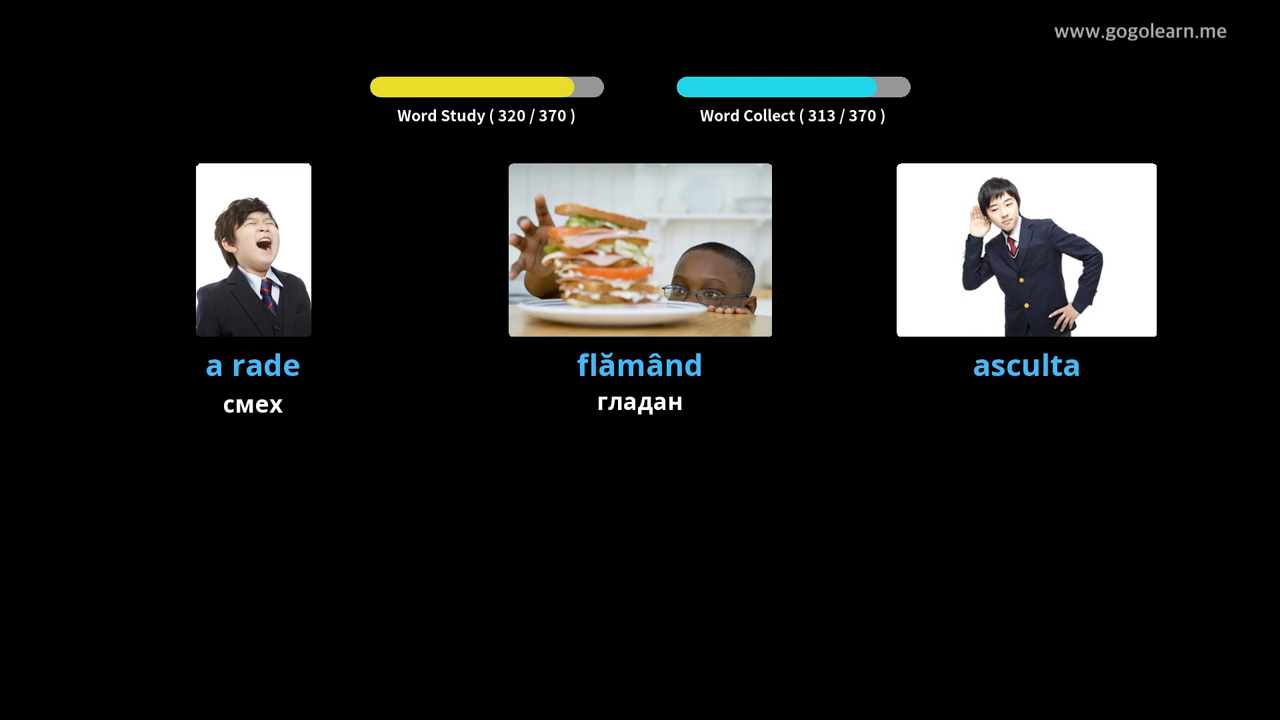 www.gogolearn.me
Word Study ( 320 / 370 )
Word Collect ( 313 / 370 )
a rade
смех
flămând
гладан
asculta